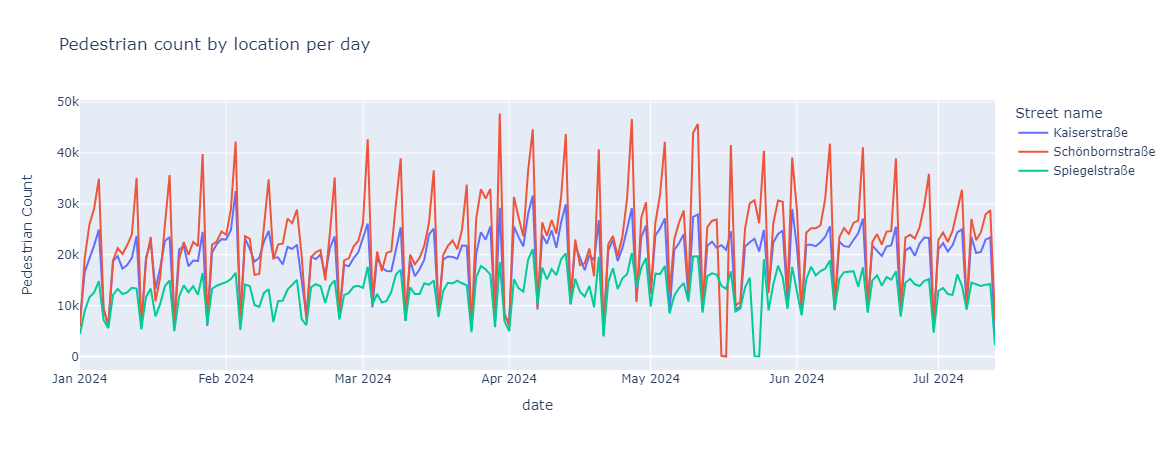 Pedestrian count by location per day
Street name
Kaiserstraße
Schönbornstraße
Spiegelstraße
Pedestrian Count
50k
40k
30k
20k
10k
0
Jan 2024 Feb 2024 Mar 2024 Apr 2024 May 2024 Jun 2024 Jul 2024
date